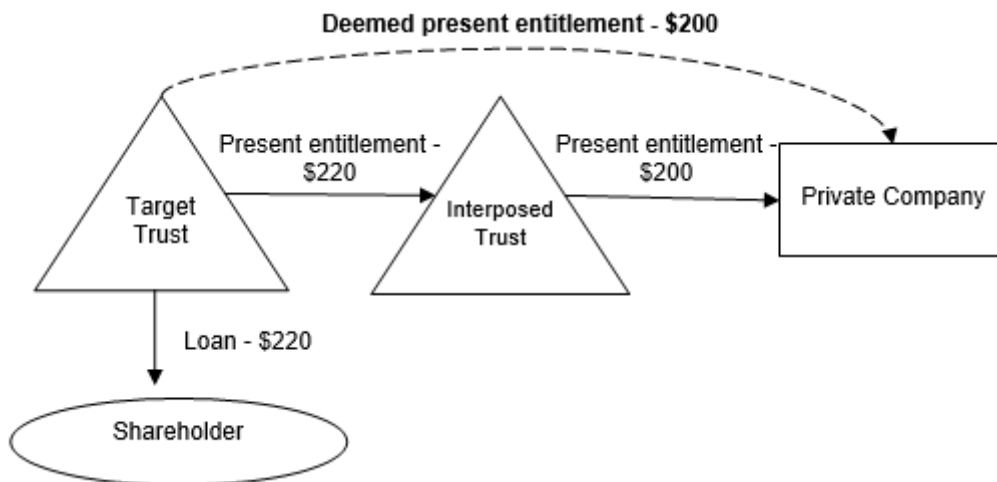 Deemed present entitlement - $200
Present entitlement -
$220
Present entitlement -
$200
Target
Trust
Interposed
Trust
Private Company
Loan - $220
Shareholder